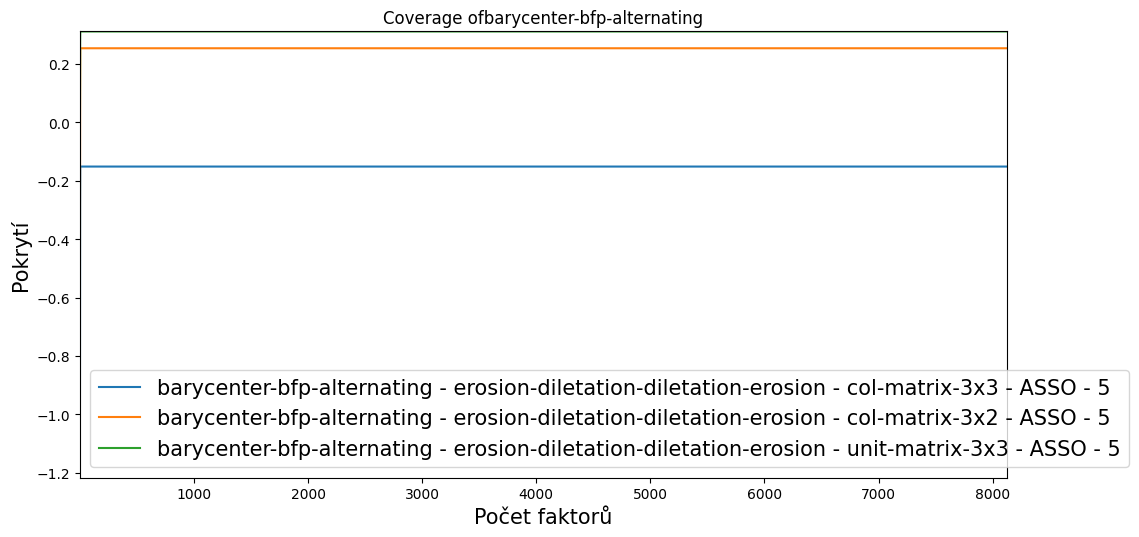 Coverage ofbarycenter-bfp-alternating
0.2
0.0
−0.2
−0.4
−0.6
−0.8
−1.0
−1.2
Pokrytí
barycenter-bfp-alternating - erosion-diletation-diletation-erosion - col-matrix-3x3 - ASSO - 5
barycenter-bfp-alternating - erosion-diletation-diletation-erosion - col-matrix-3x2 - ASSO - 5
barycenter-bfp-alternating - erosion-diletation-diletation-erosion - unit-matrix-3x3 - ASSO - 5
1000 2000 3000 4000 5000 6000 7000 8000
Počet faktorů